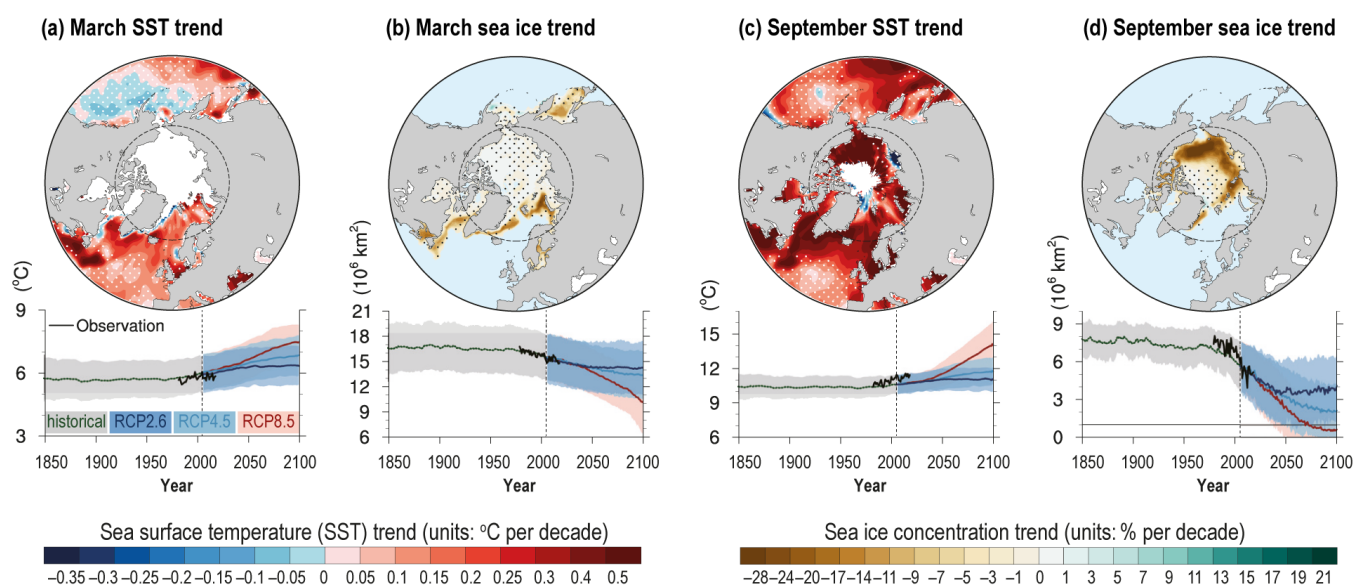 (a) March SST trend
(b) March sea ice trend
(c) September SST trend
(d) September sea ice trend
(°C)
9
6
3
Observation
historical
RCP2.6
RCP4.5
RCP8.5
1850 1900 1950 2000 2050 2100
Year
(10⁶ km²)
21
18
15
12
9
6
1850 1900 1950 2000 2050 2100
Year
(°C)
15
12
9
6
1850 1900 1950 2000 2050 2100
Year
(10⁶ km²)
9
6
3
0
1850 1900 1950 2000 2050 2100
Year
Sea surface temperature (SST) trend (units: °C per decade)
−0.35 −0.3 −0.25 −0.2 −0.15 −0.1 −0.05 0 0.05 0.1 0.15 0.2 0.25 0.3 0.4 0.5
Sea ice concentration trend (units: % per decade)
−28 −24 −20 −17 −14 −11 −9 −7 −5 −3 −1 0 1 3 5 7 9 11 13 15 17 19 21